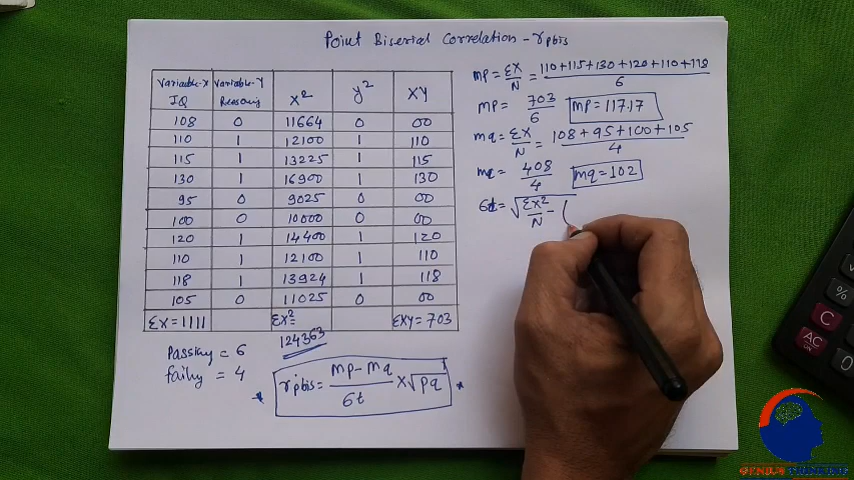 Point Biserial Correlation - rpbis
Variable-X IQ Variable-Y Reasoning X² y² XY
108 0 11664 0 00
110 1 12100 1 110
115 1 13225 1 115
130 1 16900 1 130
95 0 9025 0 00
100 0 10000 0 00
120 1 14400 1 120
110 1 12100 1 110
118 1 13924 1 118
105 0 11025 0 00
ΣX = 1111 ΣX² = 124363 ΣXY = 703
Passing = 6
failing = 4
rpbis = Mp - Mq / σt × √pq
Mp = ΣX / N = 110+115+130+120+110+118 / 6
Mp = 703 / 6 Mp = 117.17
Mq = ΣX / N = 108 + 95 + 100 + 105 / 4
Mq = 408 / 4 Mq = 102
σt = √ΣX² / N - (
C
AC
GENIUS THINKING